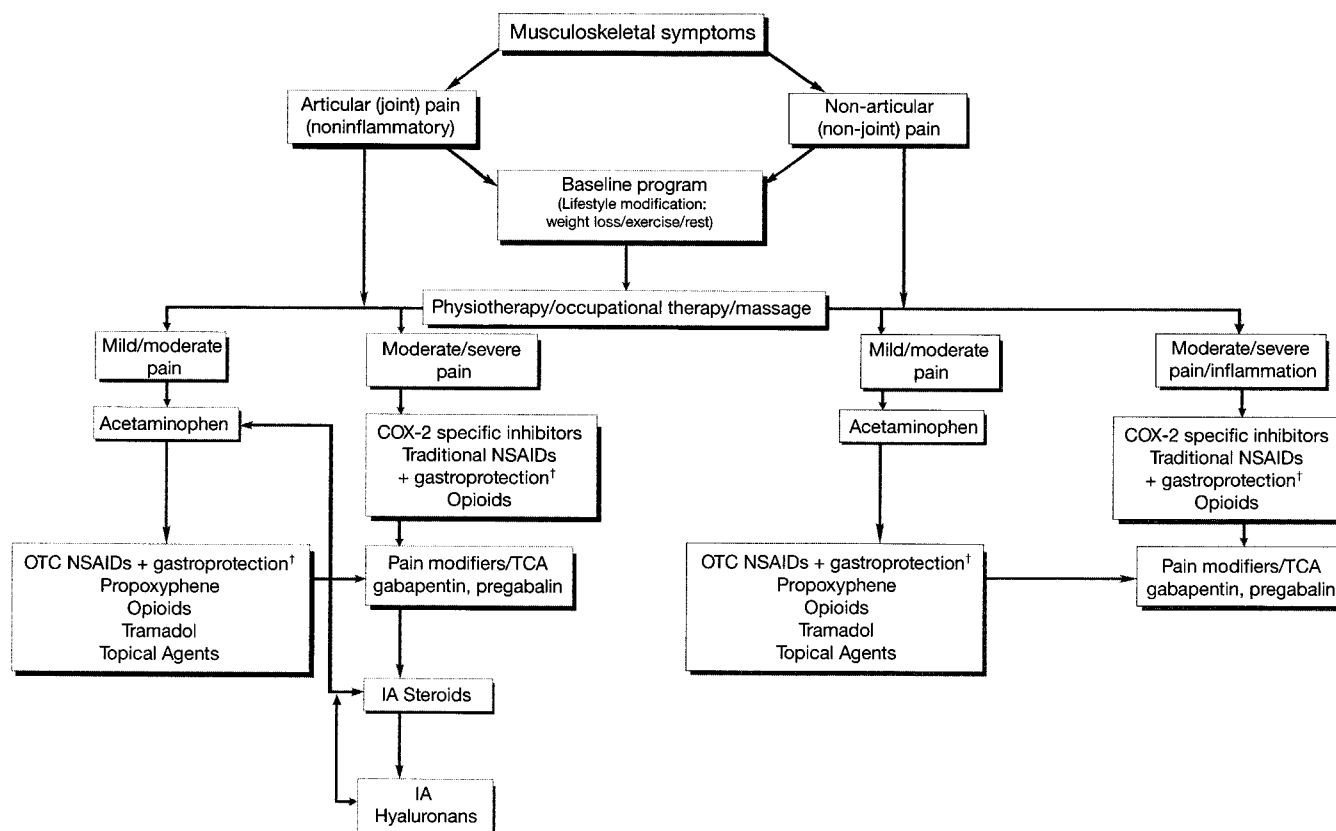 Musculoskeletal symptoms
Articular (joint) pain
(noninflammatory)
Non-articular
(non-joint) pain
Baseline program
(Lifestyle modification:
weight loss/exercise/rest)
Physiotherapy/occupational therapy/massage
Mild/moderate
pain
Moderate/severe
pain
Mild/moderate
pain
Moderate/severe
pain/inflammation
Acetaminophen
COX-2 specific inhibitors
Traditional NSAIDs
+ gastroprotection†
Opioids
Acetaminophen
COX-2 specific inhibitors
Traditional NSAIDs
+ gastroprotection†
Opioids
OTC NSAIDs + gastroprotection†
Propoxyphene
Opioids
Tramadol
Topical Agents
Pain modifiers/TCA
gabapentin, pregabalin
OTC NSAIDs + gastroprotection†
Propoxyphene
Opioids
Tramadol
Topical Agents
Pain modifiers/TCA
gabapentin, pregabalin
IA Steroids
IA
Hyaluronans